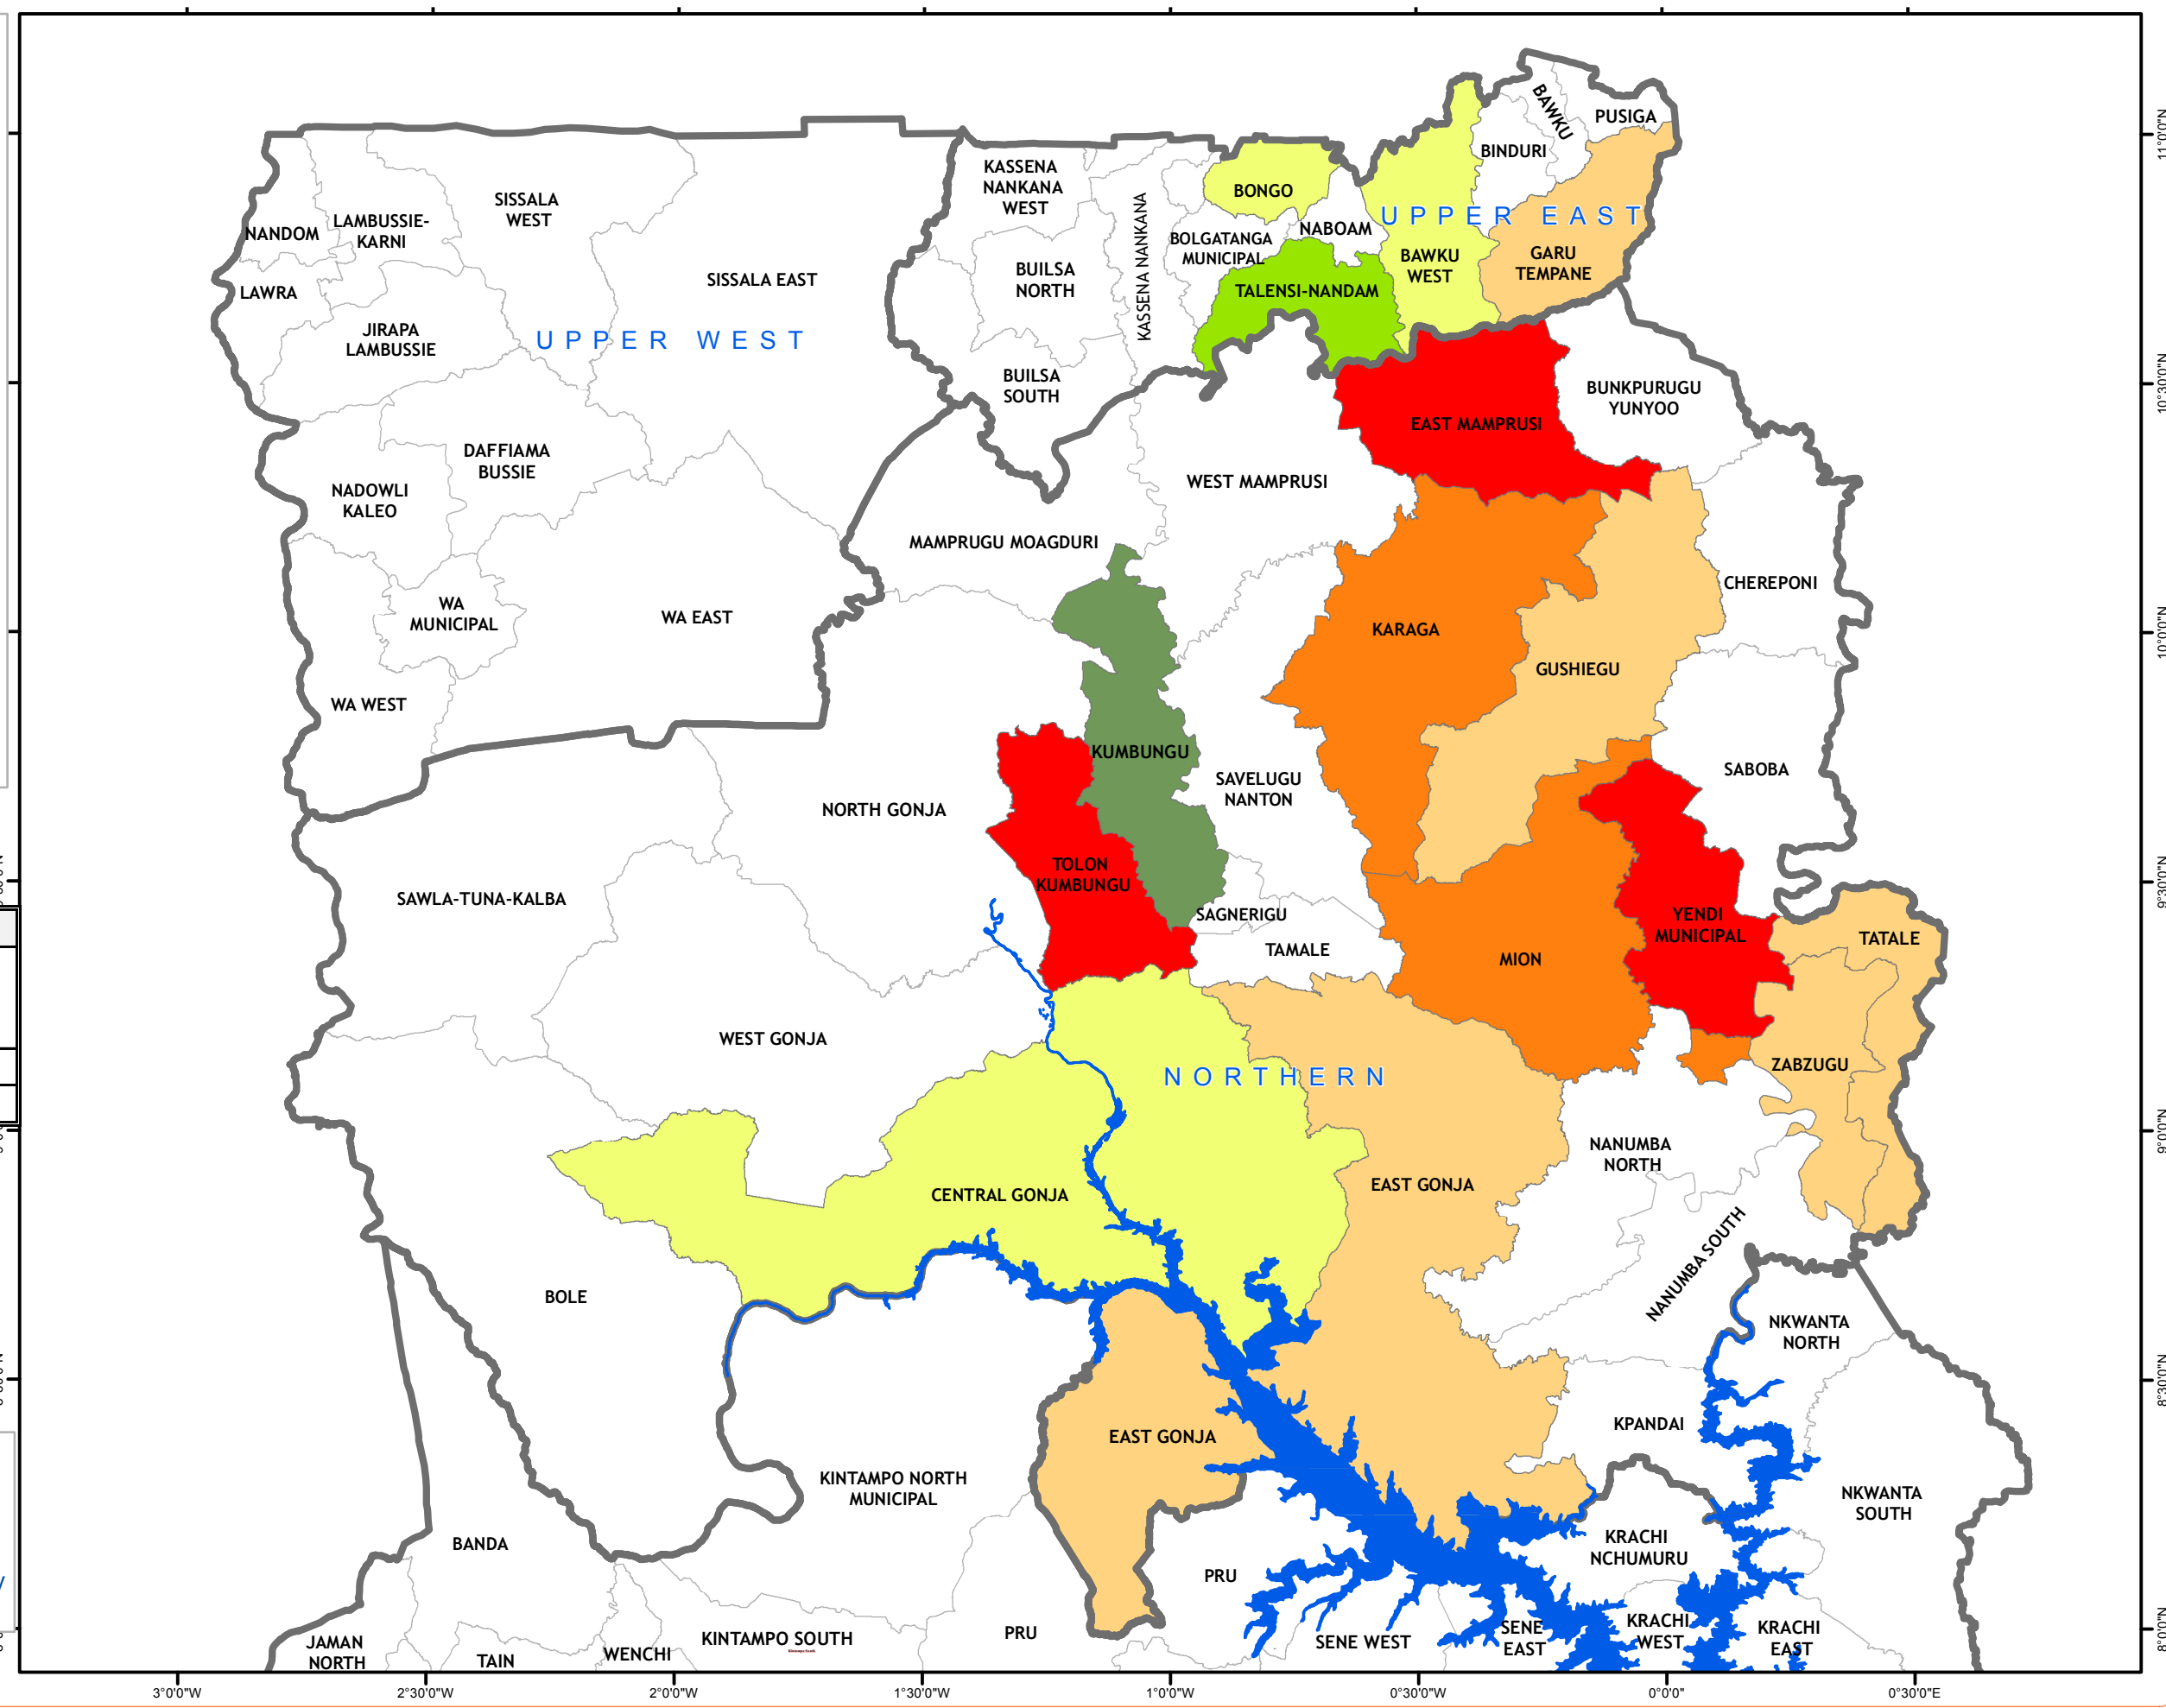 BAWKU
PUSIGA
BINDURI
KASSENA
NANKANA
WEST
KASSENA NANKANA
BONGO
NABOAM
BOLGATANGA
MUNICIPAL
UPPER EAST
BAWKU
WEST
GARU
TEMPANE
TALENSI-NANDAM
NANDOM
LAMBUSSIE-
KARNI
SISSALA
WEST
SISSALA EAST
LAWRA
JIRAPA
LAMBUSSIE
UPPER WEST
BUILSA
NORTH
BUILSA
SOUTH
EAST MAMPRUSI
BUNKPURUGU
YUNYOO
DAFFIAMA
BUSSIE
NADOWLI
KALEO
WEST MAMPRUSI
MAMPRUGU MOAGDURI
CHEREPONI
WA
MUNICIPAL
WA EAST
KARAGA
GUSHIEGU
WA WEST
KUMBUNGU
SAVELUGU
NANTON
SABOBA
NORTH GONJA
TOLON
KUMBUNGU
SAWLA-TUNA-KALBA
SAGNERIGU
TAMALE
MION
YENDI
MUNICIPAL
TATALE
WEST GONJA
NORTHERN
ZABZUGU
NANUMBA
NORTH
CENTRAL GONJA
EAST GONJA
NANUMBA SOUTH
BOLE
NKWANTA
NORTH
EAST GONJA
KPANDAI
KINTAMPO NORTH
MUNICIPAL
NKWANTA
SOUTH
BANDA
KRACHI
NCHUMURU
PRU
JAMAN
NORTH
TAIN
WENCHI
KINTAMPO SOUTH
PRU
SENE WEST
SENE
EAST
KRACHI
WEST
KRACHI
EAST
11°0'0"N
10°30'0"N
10°0'0"N
9°30'0"N
9°0'0"N
8°30'0"N
8°0'0"N
3°0'0"W
2°30'0"W
2°0'0"W
1°30'0"W
1°0'0"W
0°30'0"W
0°0'0"
0°30'0"E